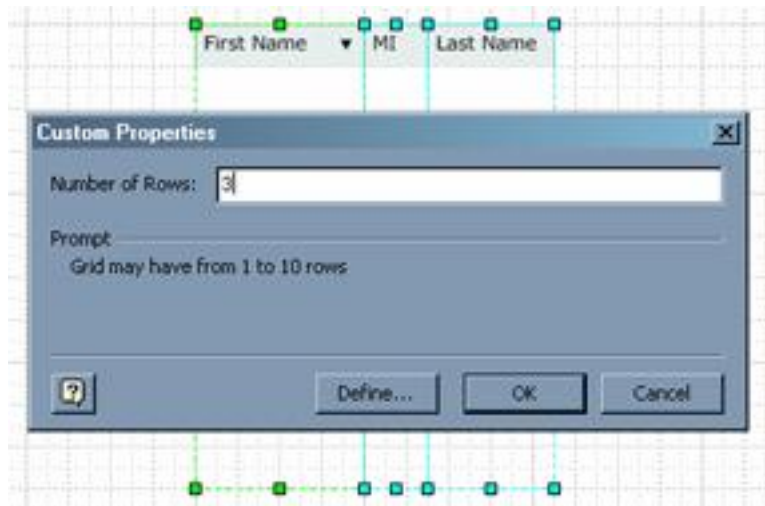 First Name ▼ MI Last Name
Custom Properties
Number of Rows: 3
Prompt
Grid may have from 1 to 10 rows
Define... OK Cancel